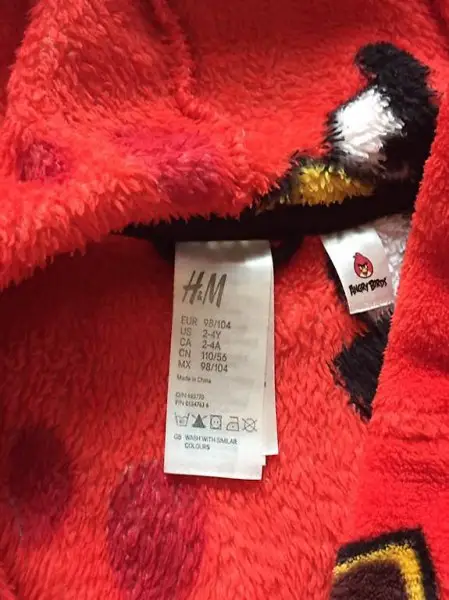 H&M
EUR 98/104
US 2-4Y
CA 2-4A
CN 110/56
MX 98/104
Made in China
GB WASH WITH SIMILAR
COLOURS
ANGRY BIRDS